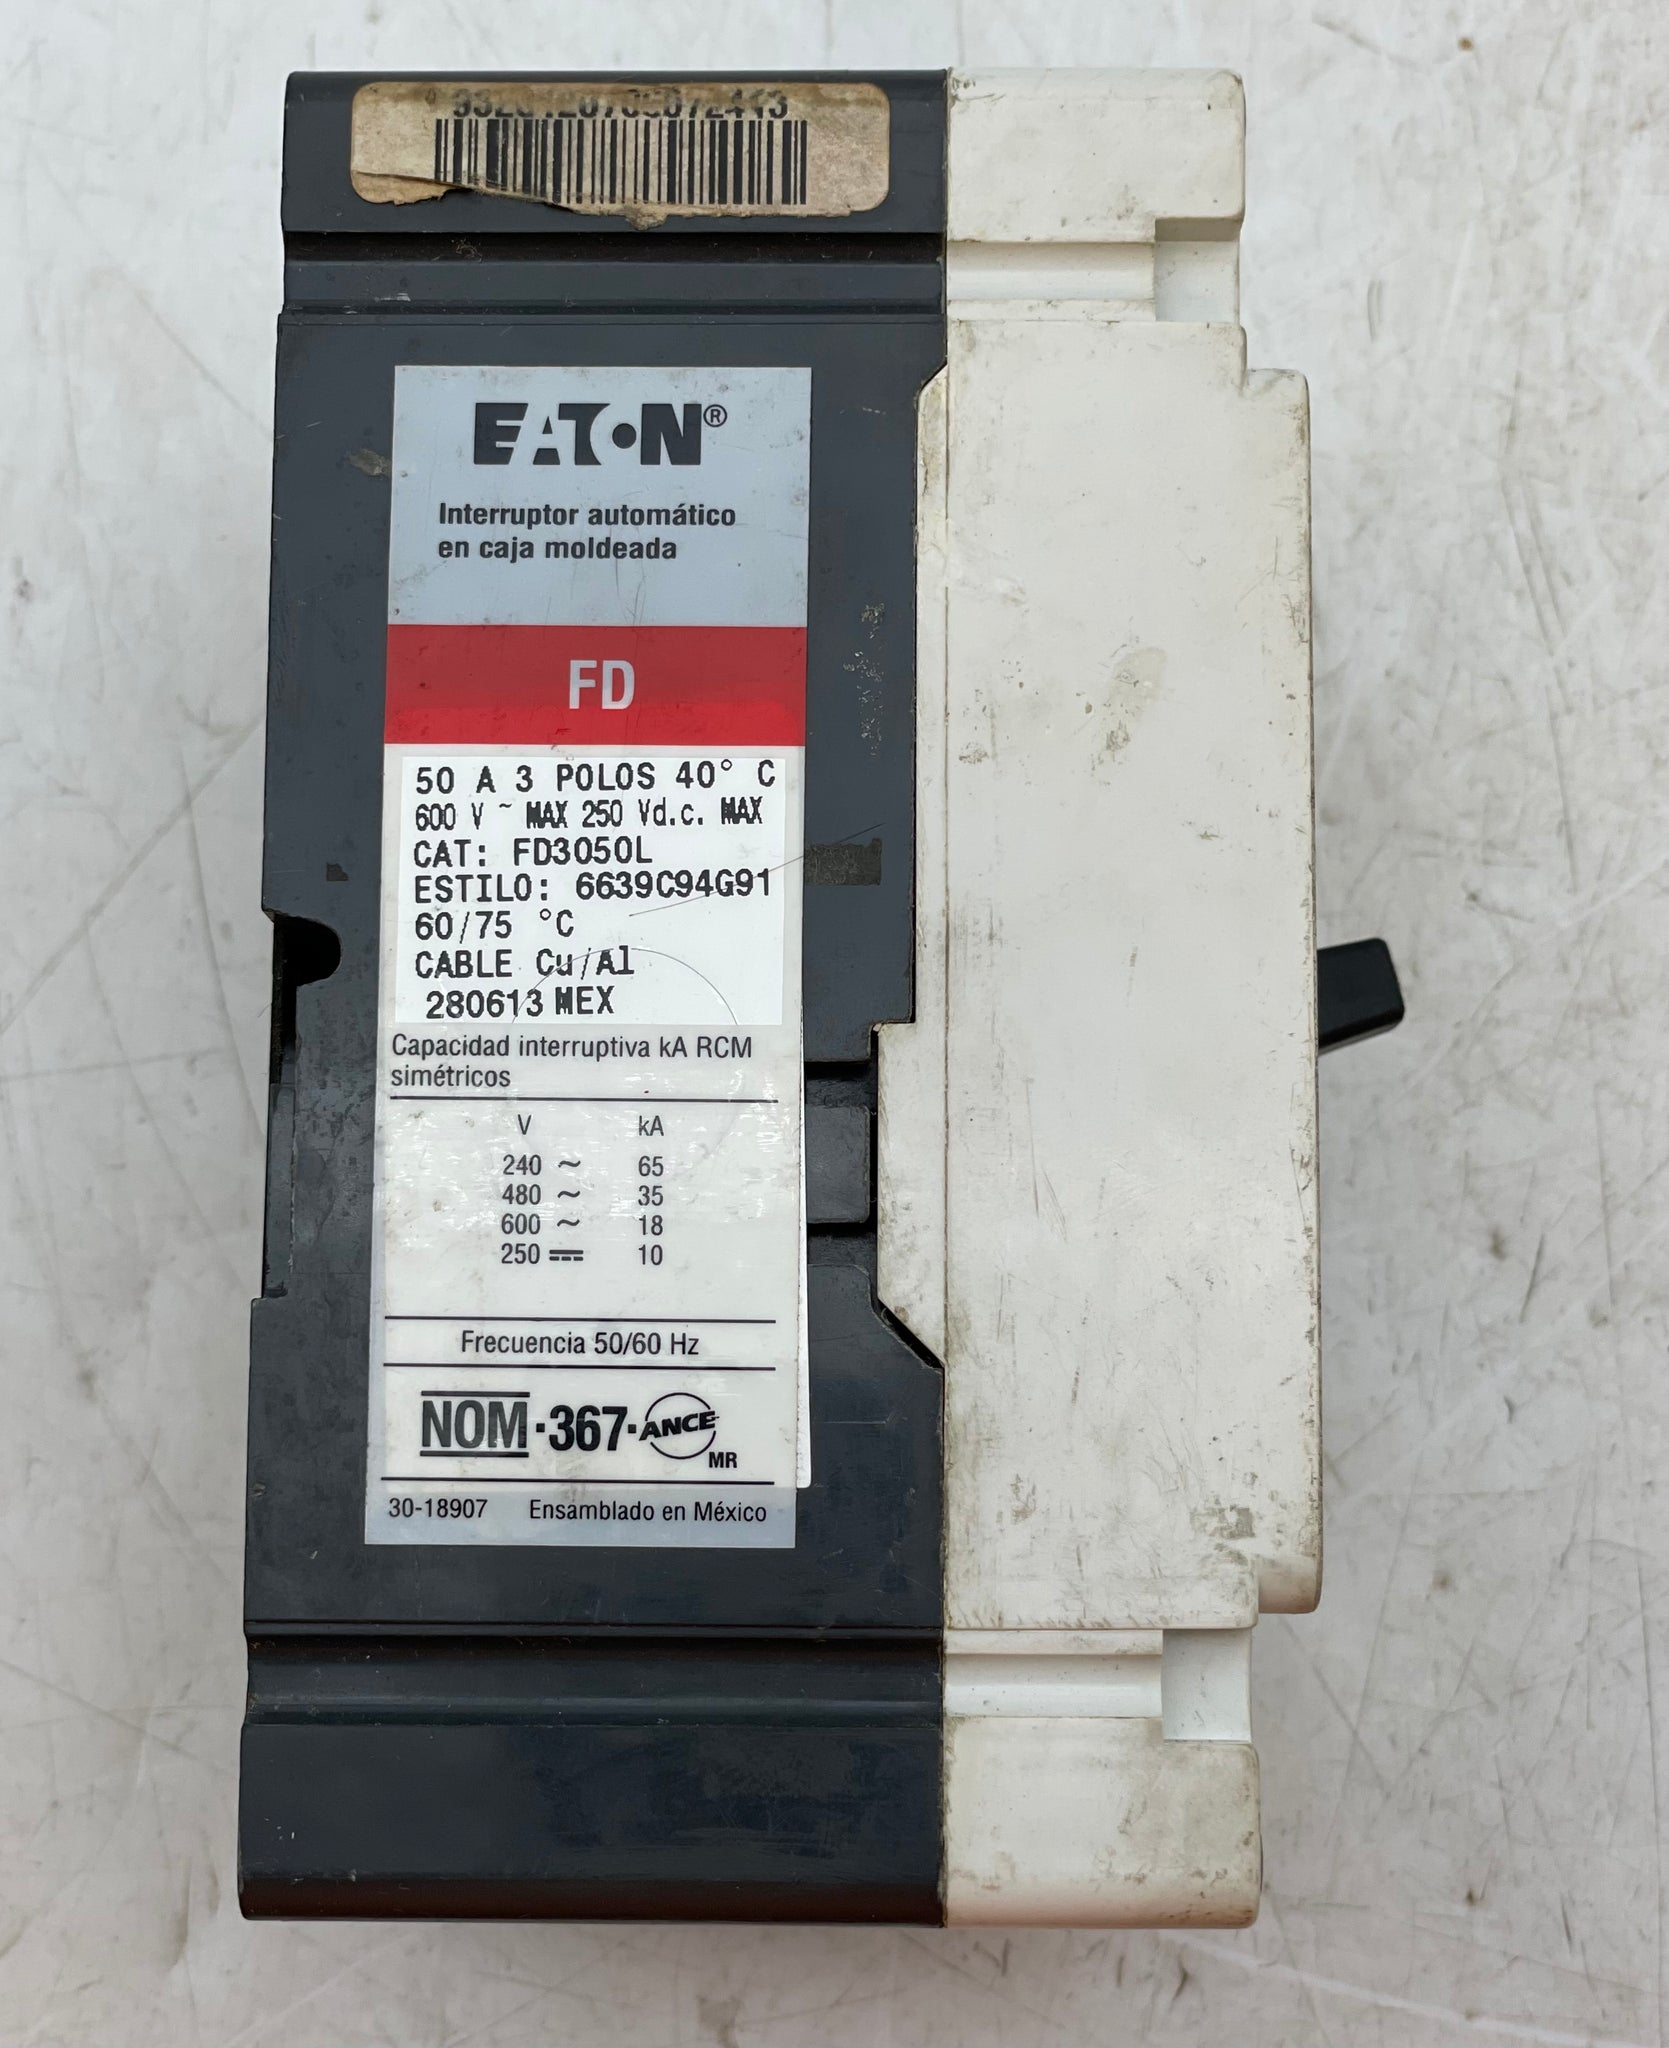 EATON®
Interruptor automático
en caja moldeada
FD
50 A 3 POLOS 40° C
600 V ~ MAX 250 Vd.c. MAX
CAT: FD3050L
ESTILO: 6639C94G91
60/75 °C
CABLE Cu/Al
280613 MEX
Capacidad interruptiva kA RCM
simétricos
V kA
240 ~ 65
480 ~ 35
600 ~ 18
250 ⎓ 10
Frecuencia 50/60 Hz
NOM·367·ANCE MR
30-18907 Ensamblado en México